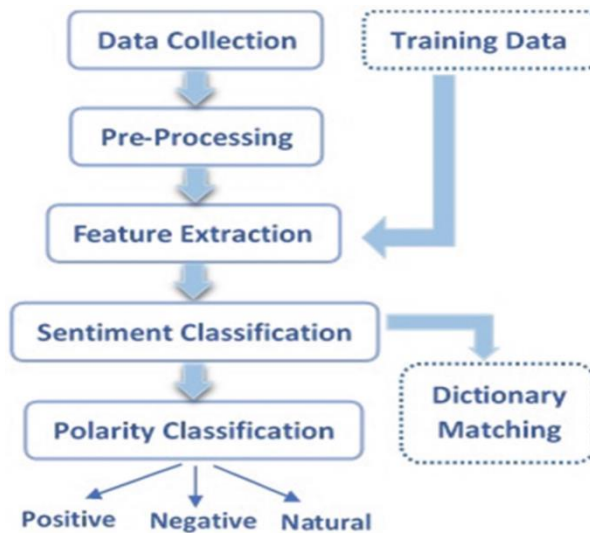 Data Collection
Training Data
Pre-Processing
Feature Extraction
Sentiment Classification
Dictionary
Matching
Polarity Classification
Positive
Negative
Natural